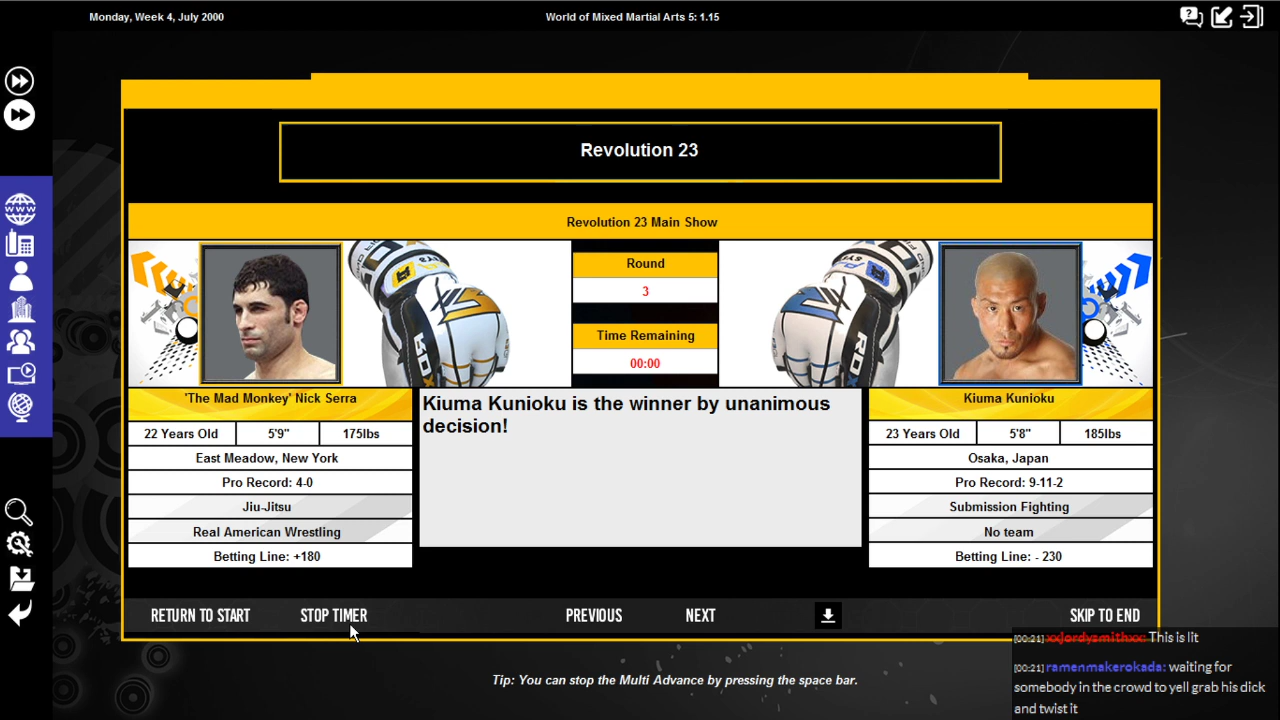 Monday, Week 4, July 2000
World of Mixed Martial Arts 5: 1.15
Revolution 23
Revolution 23 Main Show
Round
3
Time Remaining
00:00
RDX
RDX
'The Mad Monkey' Nick Serra
22 Years Old
5'9"
175lbs
East Meadow, New York
Pro Record: 4-0
Jiu-Jitsu
Real American Wrestling
Betting Line: +180
Kiuma Kunioku is the winner by unanimous
decision!
Kiuma Kunioku
23 Years Old
5'8"
185lbs
Osaka, Japan
Pro Record: 9-11-2
Submission Fighting
No team
Betting Line: - 230
RETURN TO START
STOP TIMER
PREVIOUS
NEXT
SKIP TO END
Tip: You can stop the Multi Advance by pressing the space bar.
[00:21] xxjordyzmithxx: This is lit
[00:21] ramenmakerokada: waiting for
somebody in the crowd to yell grab his dick
and twist it